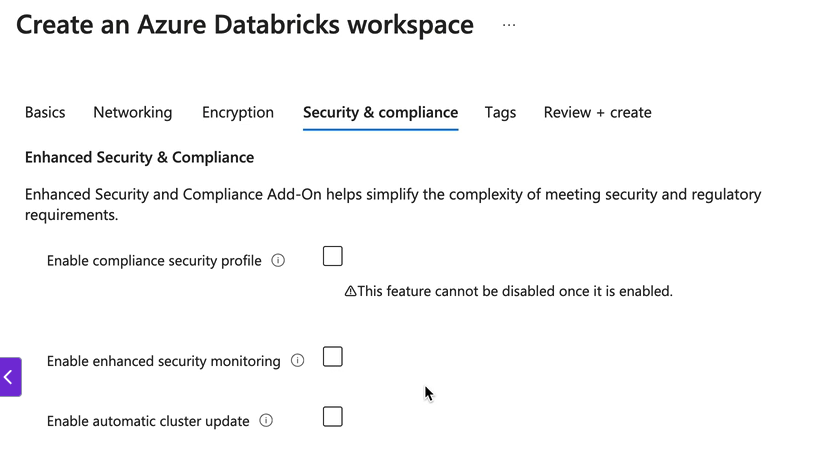 Create an Azure Databricks workspace ...
Basics Networking Encryption Security & compliance Tags Review + create
Enhanced Security & Compliance
Enhanced Security and Compliance Add-On helps simplify the complexity of meeting security and regulatory
requirements.
Enable compliance security profile
⚠This feature cannot be disabled once it is enabled.
Enable enhanced security monitoring
Enable automatic cluster update